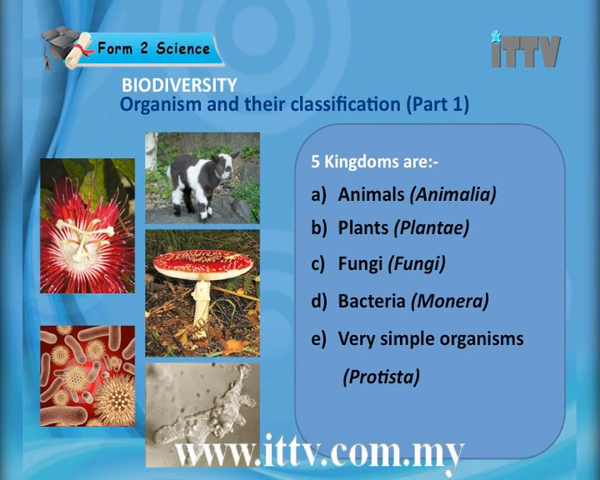 Form 2 Science
iTTV
BIODIVERSITY
Organism and their classification (Part 1)
5 Kingdoms are:-
a) Animals (Animalia)
b) Plants (Plantae)
c) Fungi (Fungi)
d) Bacteria (Monera)
e) Very simple organisms
(Protista)
www.ittv.com.my